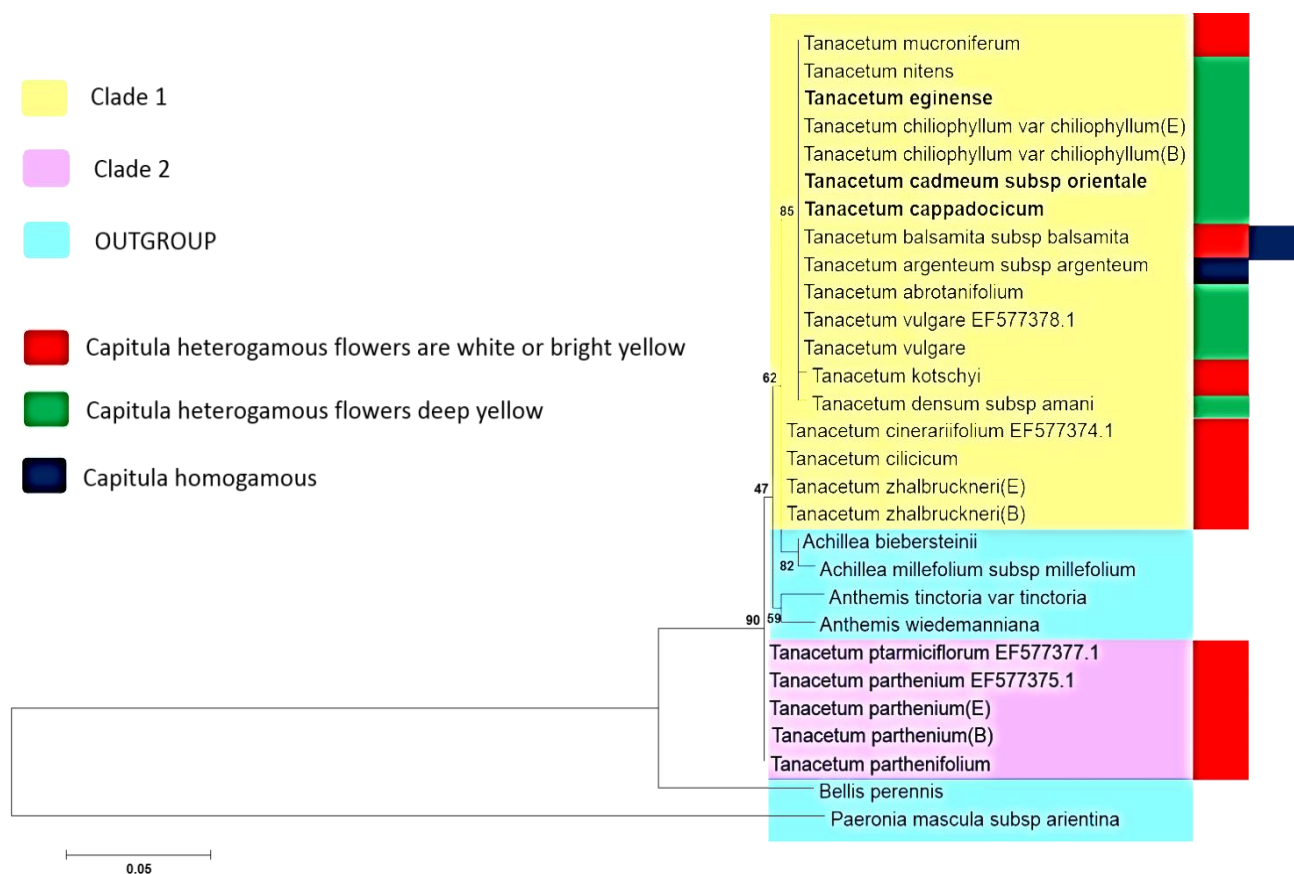 Clade 1
Clade 2
OUTGROUP
Capitula heterogamous flowers are white or bright yellow
Capitula heterogamous flowers deep yellow
Capitula homogamous
Tanacetum mucroniferum
Tanacetum nitens
Tanacetum eginense
Tanacetum chiliophyllum var chiliophyllum(E)
Tanacetum chiliophyllum var chiliophyllum(B)
Tanacetum cadmeum subsp orientale
85
Tanacetum cappadocicum
Tanacetum balsamita subsp balsamita
Tanacetum argenteum subsp argenteum
Tanacetum abrotanifolium
Tanacetum vulgare EF577378.1
Tanacetum vulgare
62
Tanacetum kotschyi
Tanacetum densum subsp amani
Tanacetum cinerariifolium EF577374.1
Tanacetum cilicicum
47
Tanacetum zhalbruckneri(E)
Tanacetum zhalbruckneri(B)
Achillea biebersteinii
82
Achillea millefolium subsp millefolium
Anthemis tinctoria var tinctoria
90
59
Anthemis wiedemanniana
Tanacetum ptarmiciflorum EF577377.1
Tanacetum parthenium EF577375.1
Tanacetum parthenium(E)
Tanacetum parthenium(B)
Tanacetum parthenifolium
Bellis perennis
Paeronia mascula subsp arientina
0.05